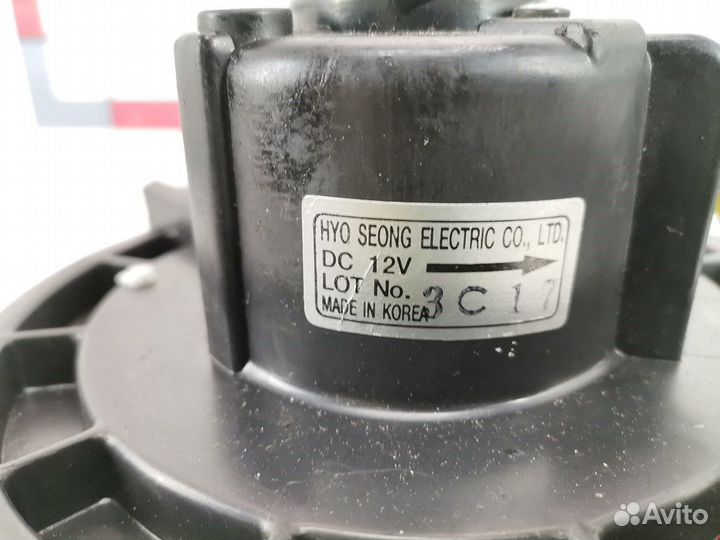 HYO SEONG ELECTRIC CO., LTD.
DC 12V
LOT No. 3C17
MADE IN KOREA
Avito